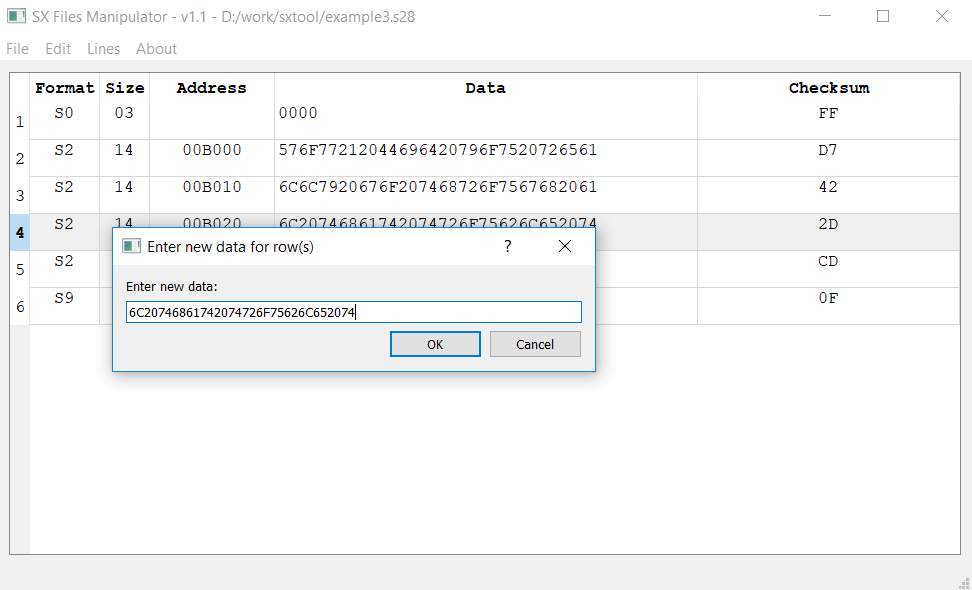 SX Files Manipulator - v1.1 - D:/work/sxtool/example3.s28
File Edit Lines About
Format Size Address Data Checksum
1 S0 03 0000 FF
2 S2 14 00B000 576F77212044696420796F7520726561 D7
3 S2 14 00B010 6C6C7920676F207468726F7567682061 42
4 S2 14 00B020 6C20746861742074726F75626C652074 2D
Enter new data for row(s) ?
5 S2 CD
Enter new data:
6 S9 0F
6C20746861742074726F75626C652074
OK Cancel